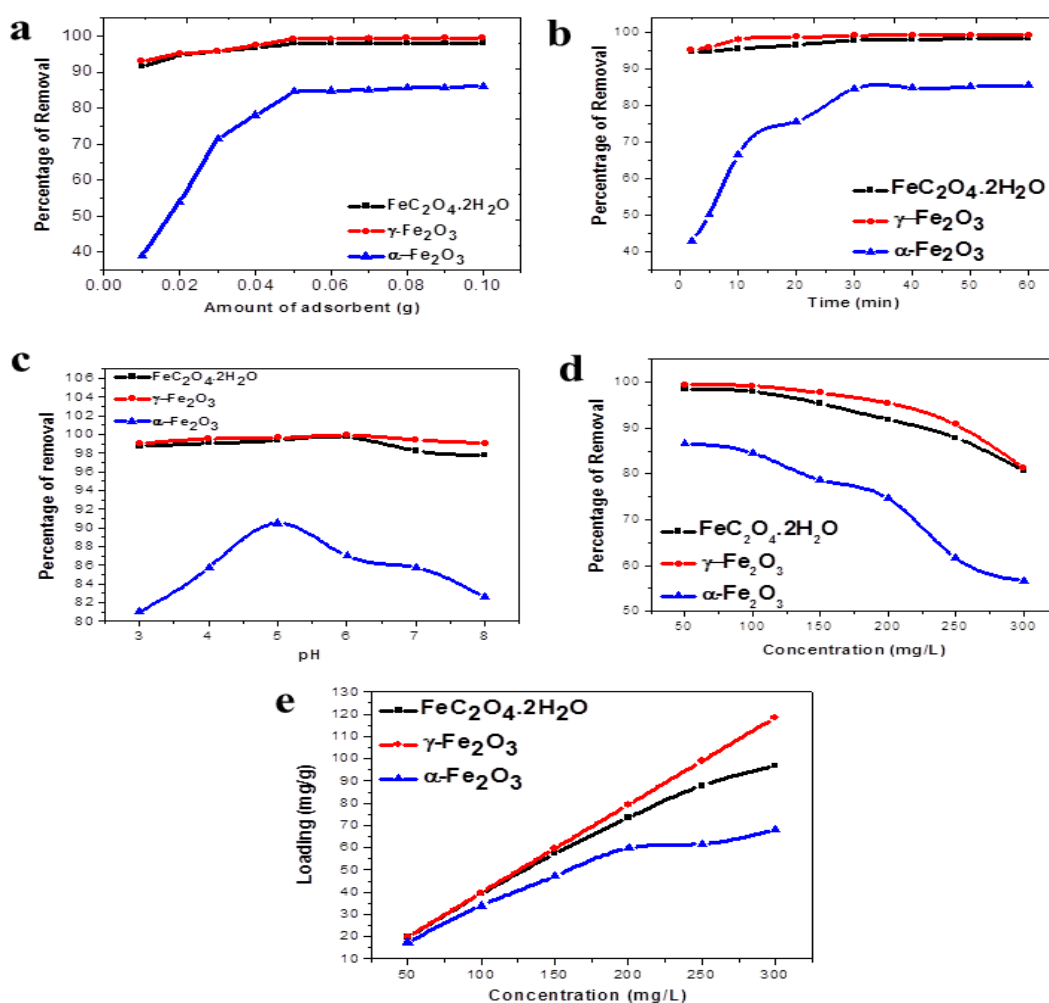 a
Percentage of Removal
100
90
80
70
60
50
40
0.00 0.02 0.04 0.06 0.08 0.10
Amount of adsorbent (g)
FeC₂O₄.2H₂O
γ-Fe₂O₃
α-Fe₂O₃
b
Percentrage of Removal
100
90
80
70
60
50
40
0 10 20 30 40 50 60
Time (min)
FeC₂O₄.2H₂O
γ-Fe₂O₃
α-Fe₂O₃
c
Percentage of removal
106
104
102
100
98
96
94
92
90
88
86
84
82
80
3 4 5 6 7 8
pH
FeC₂O₄.2H₂O
γ-Fe₂O₃
α-Fe₂O₃
d
Percentage of Removal
100
90
80
70
60
50
50 100 150 200 250 300
Concentration (mg/L)
FeC₂O₄.2H₂O
γ-Fe₂O₃
α-Fe₂O₃
e
Loading (mg/g)
130
120
110
100
90
80
70
60
50
40
30
20
10
50 100 150 200 250 300
Concentration (mg/L)
FeC₂O₄.2H₂O
γ-Fe₂O₃
α-Fe₂O₃